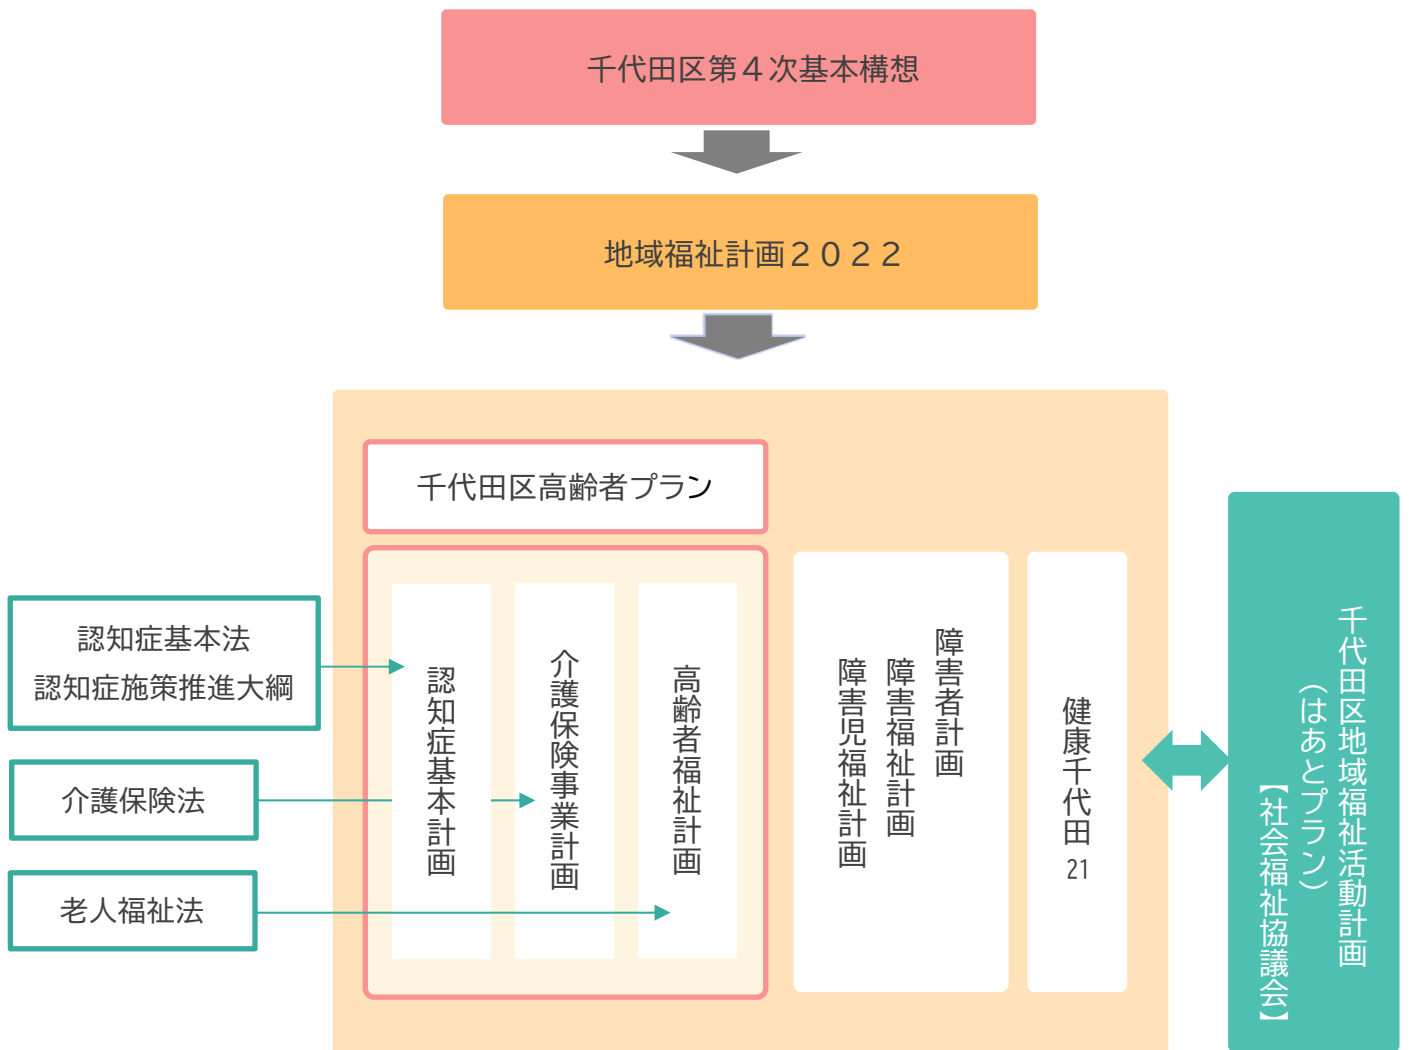 千代田区第４次基本構想
地域福祉計画２０２２
千代田区高齢者プラン
認知症基本法
認知症施策推進大綱
介護保険法
老人福祉法
認知症基本計画
介護保険事業計画
高齢者福祉計画
障害者計画
障害福祉計画
障害児福祉計画
健康千代田21
千代田区地域福祉活動計画
（はあとプラン）
【社会福祉協議会】